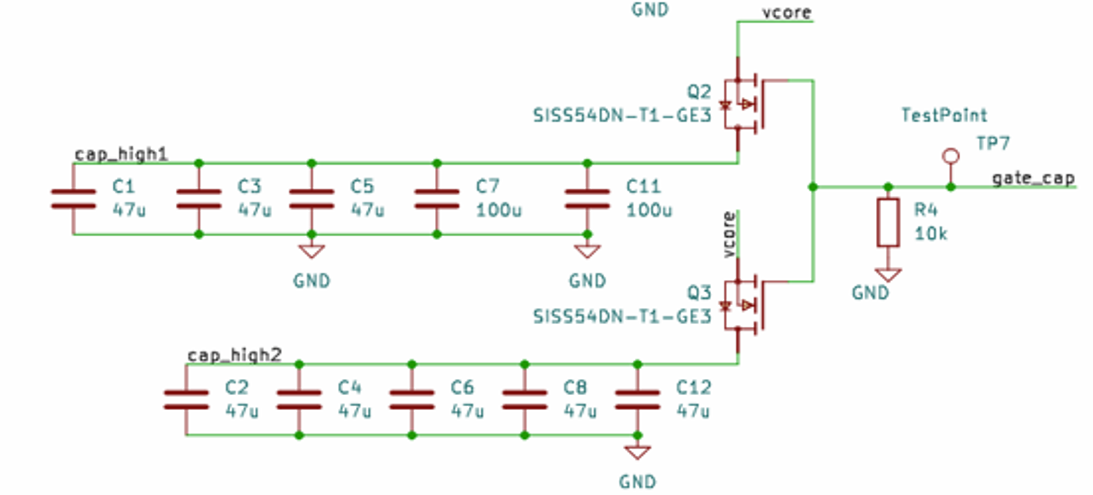 GND
vcore
Q2
SISS54DN-T1-GE3
TestPoint
TP7
cap_high1
gate_cap
C1
47u
C3
47u
C5
47u
C7
100u
C11
100u
R4
10k
vcore
GND
GND
GND
Q3
SISS54DN-T1-GE3
cap_high2
C2
47u
C4
47u
C6
47u
C8
47u
C12
47u
GND